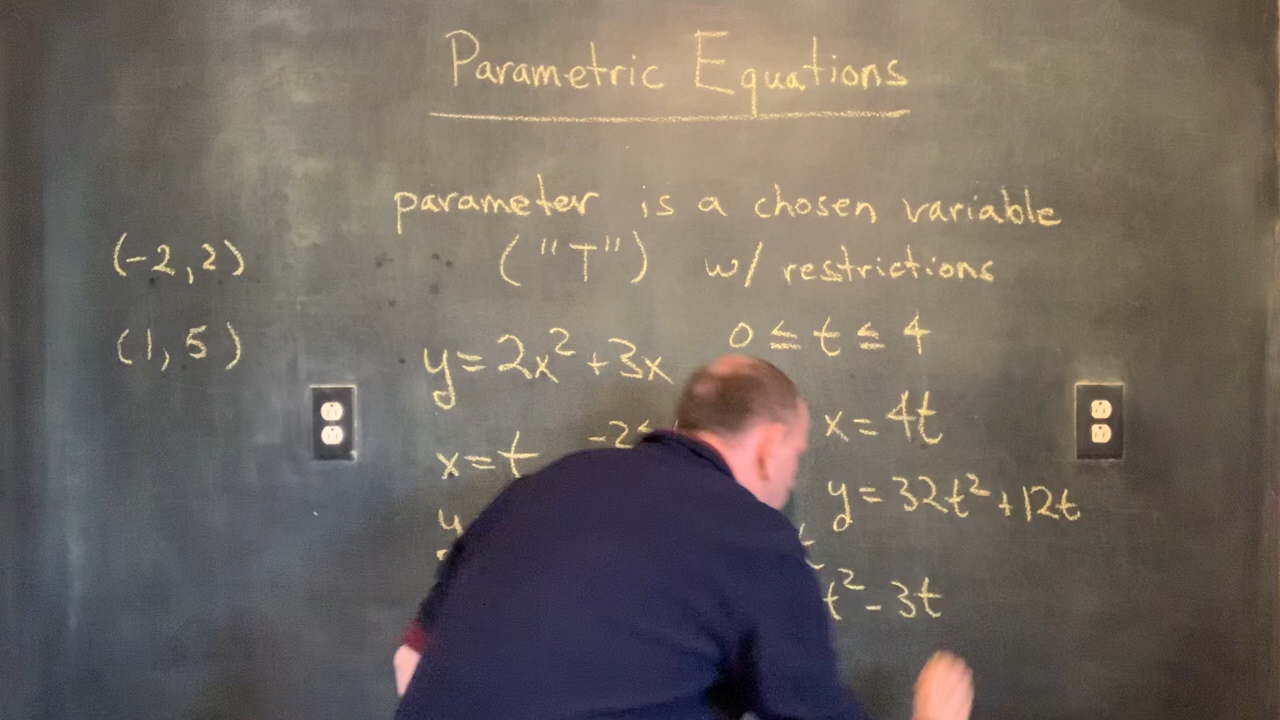 Parametric Equations
parameter is a chosen variable
("T") w/ restrictions
(-2,2)
(1,5)
y=2x²+3x
0 ≤ t ≤ 4
x=t
-2≤
x=4t
y=32t²+12t
t²-3t